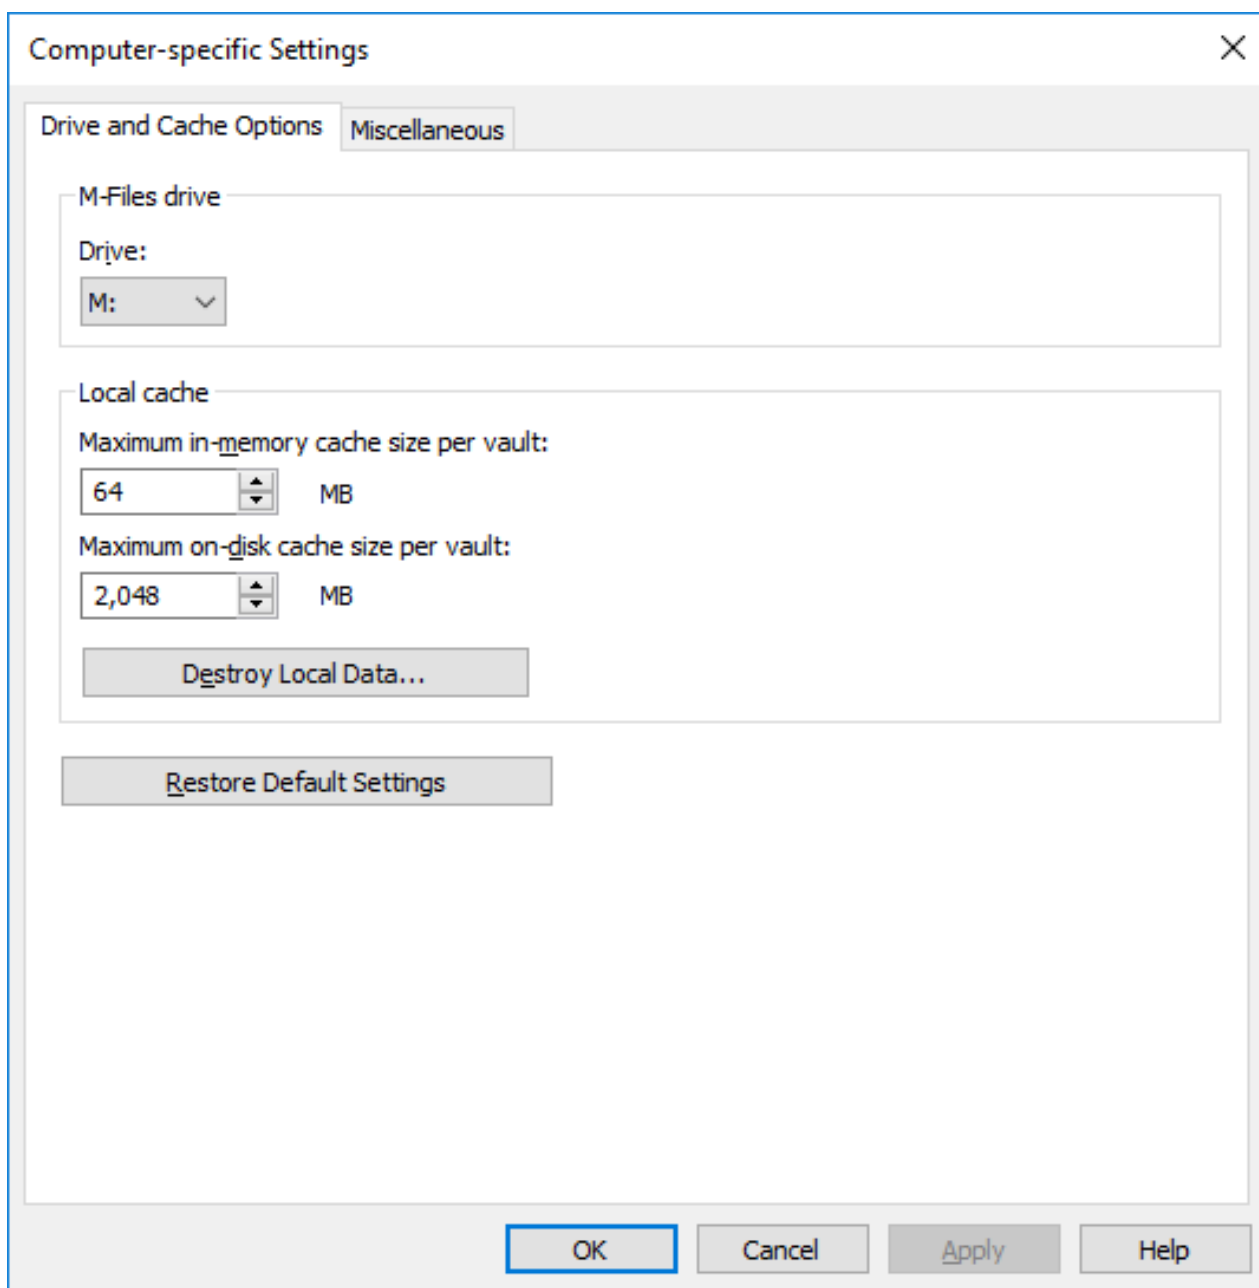 Computer-specific Settings
Drive and Cache Options Miscellaneous
M-Files drive
Drive:
M:
Local cache
Maximum in-memory cache size per vault:
64 MB
Maximum on-disk cache size per vault:
2,048 MB
Destroy Local Data...
Restore Default Settings
OK Cancel Apply Help